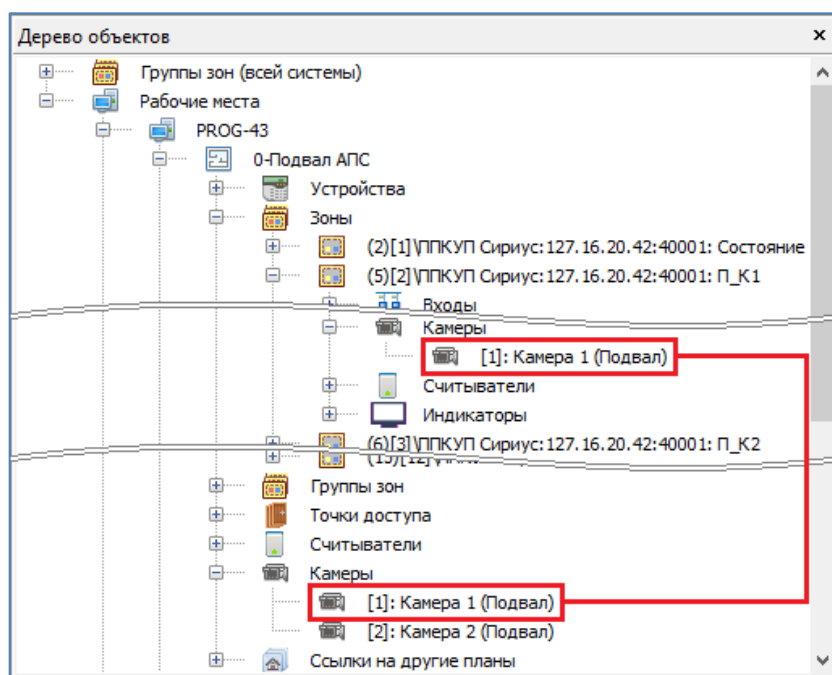 Дерево объектов
Группы зон (всей системы)
Рабочие места
PROG-43
0-Подвал АПС
Устройства
Зоны
(2)[1]\ППКУП Сириус:127.16.20.42:40001: Состояние
(5)[2]\ППКУП Сириус:127.16.20.42:40001: П_К1
Входы
Камеры
[1]: Камера 1 (Подвал)
Считыватели
Индикаторы
(6)[3]\ППКУП Сириус:127.16.20.42:40001: П_К2
Группы зон
Точки доступа
Считыватели
Камеры
[1]: Камера 1 (Подвал)
[2]: Камера 2 (Подвал)
Ссылки на другие планы